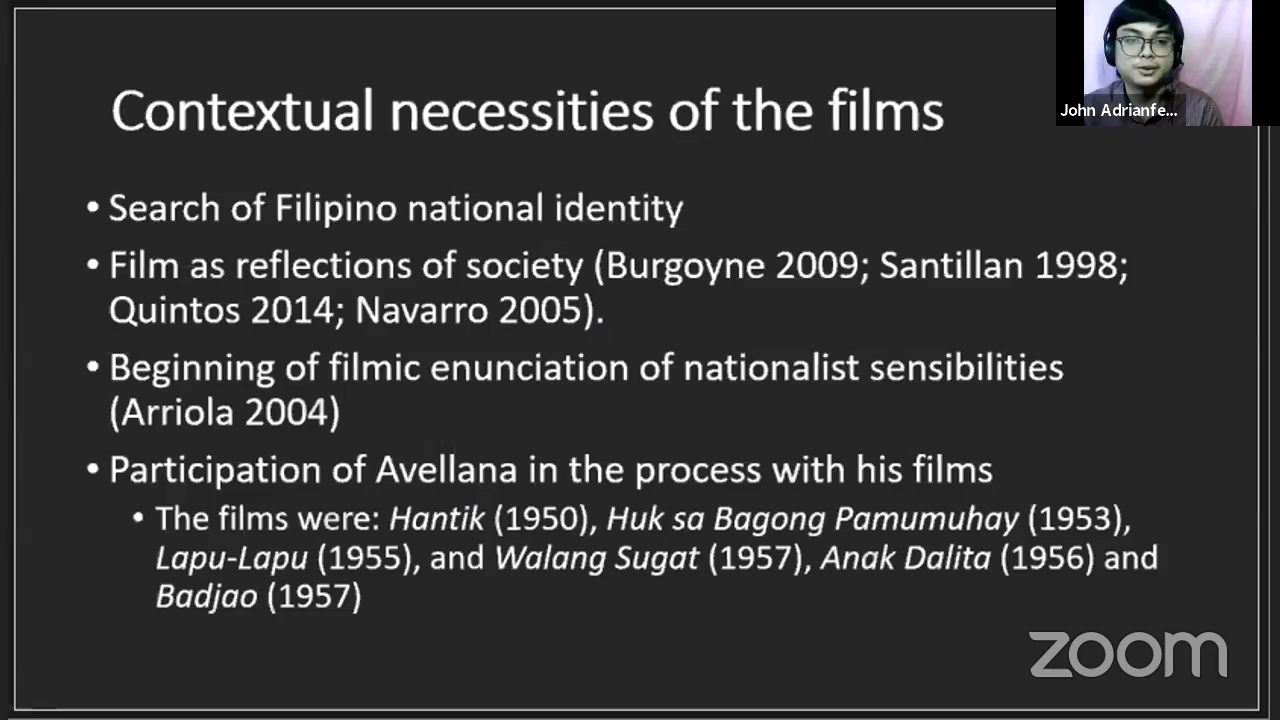 Contextual necessities of the films
John Adrianfe...
• Search of Filipino national identity
• Film as reflections of society (Burgoyne 2009; Santillan 1998;
Quintos 2014; Navarro 2005).
• Beginning of filmic enunciation of nationalist sensibilities
(Arriola 2004)
• Participation of Avellana in the process with his films
• The films were: Hantik (1950), Huk sa Bagong Pamumuhay (1953),
Lapu-Lapu (1955), and Walang Sugat (1957), Anak Dalita (1956) and
Badjao (1957)
zoom